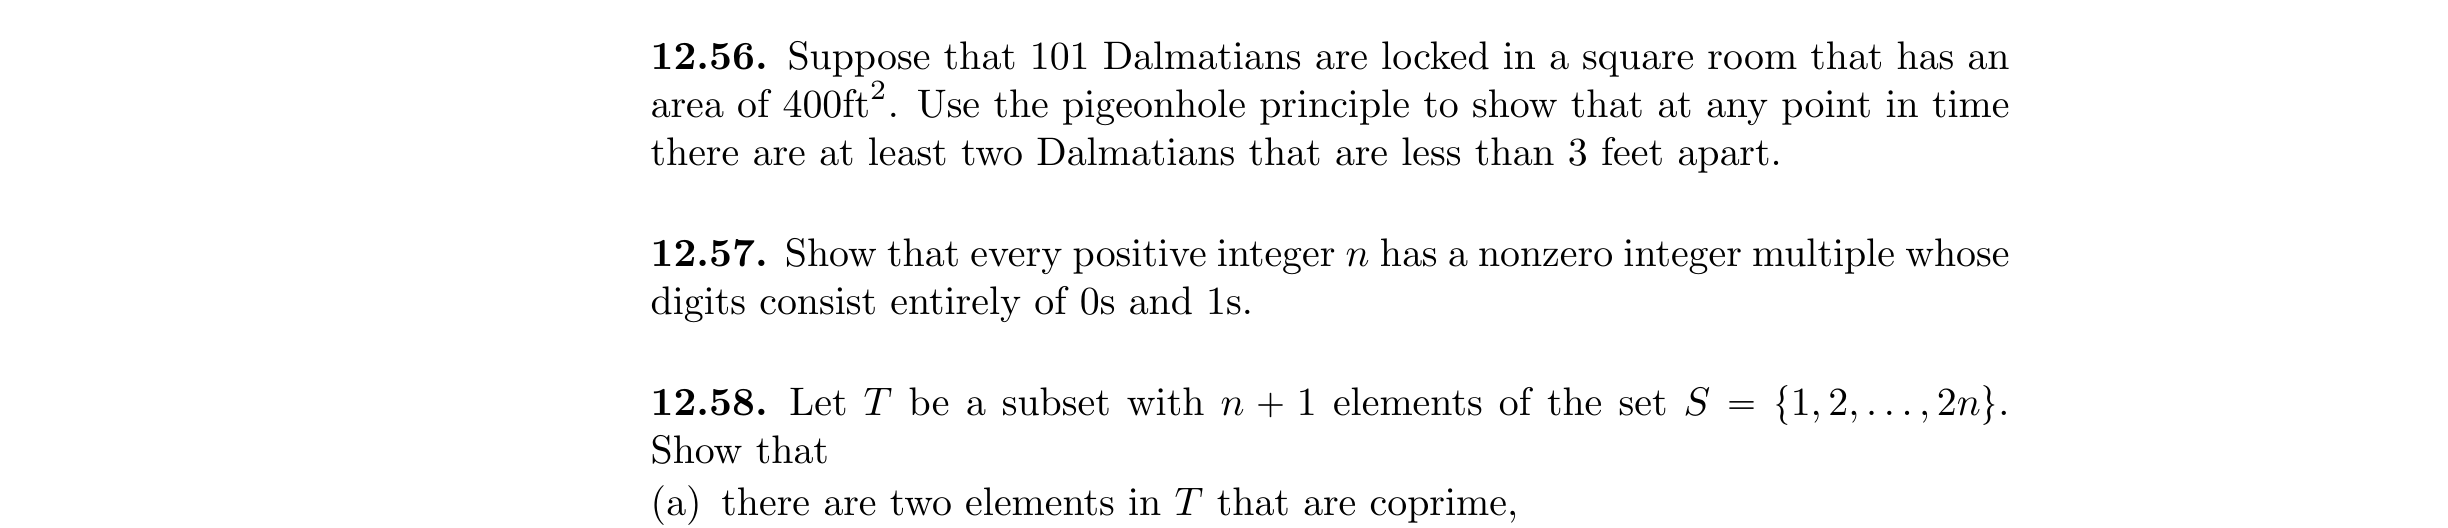 12.56. Suppose that 101 Dalmatians are locked in a square room that has an
area of 400ft². Use the pigeonhole principle to show that at any point in time
there are at least two Dalmatians that are less than 3 feet apart.
12.57. Show that every positive integer n has a nonzero integer multiple whose
digits consist entirely of 0s and 1s.
12.58. Let T be a subset with n + 1 elements of the set S = {1, 2, . . . , 2n}.
Show that
(a) there are two elements in T that are coprime,